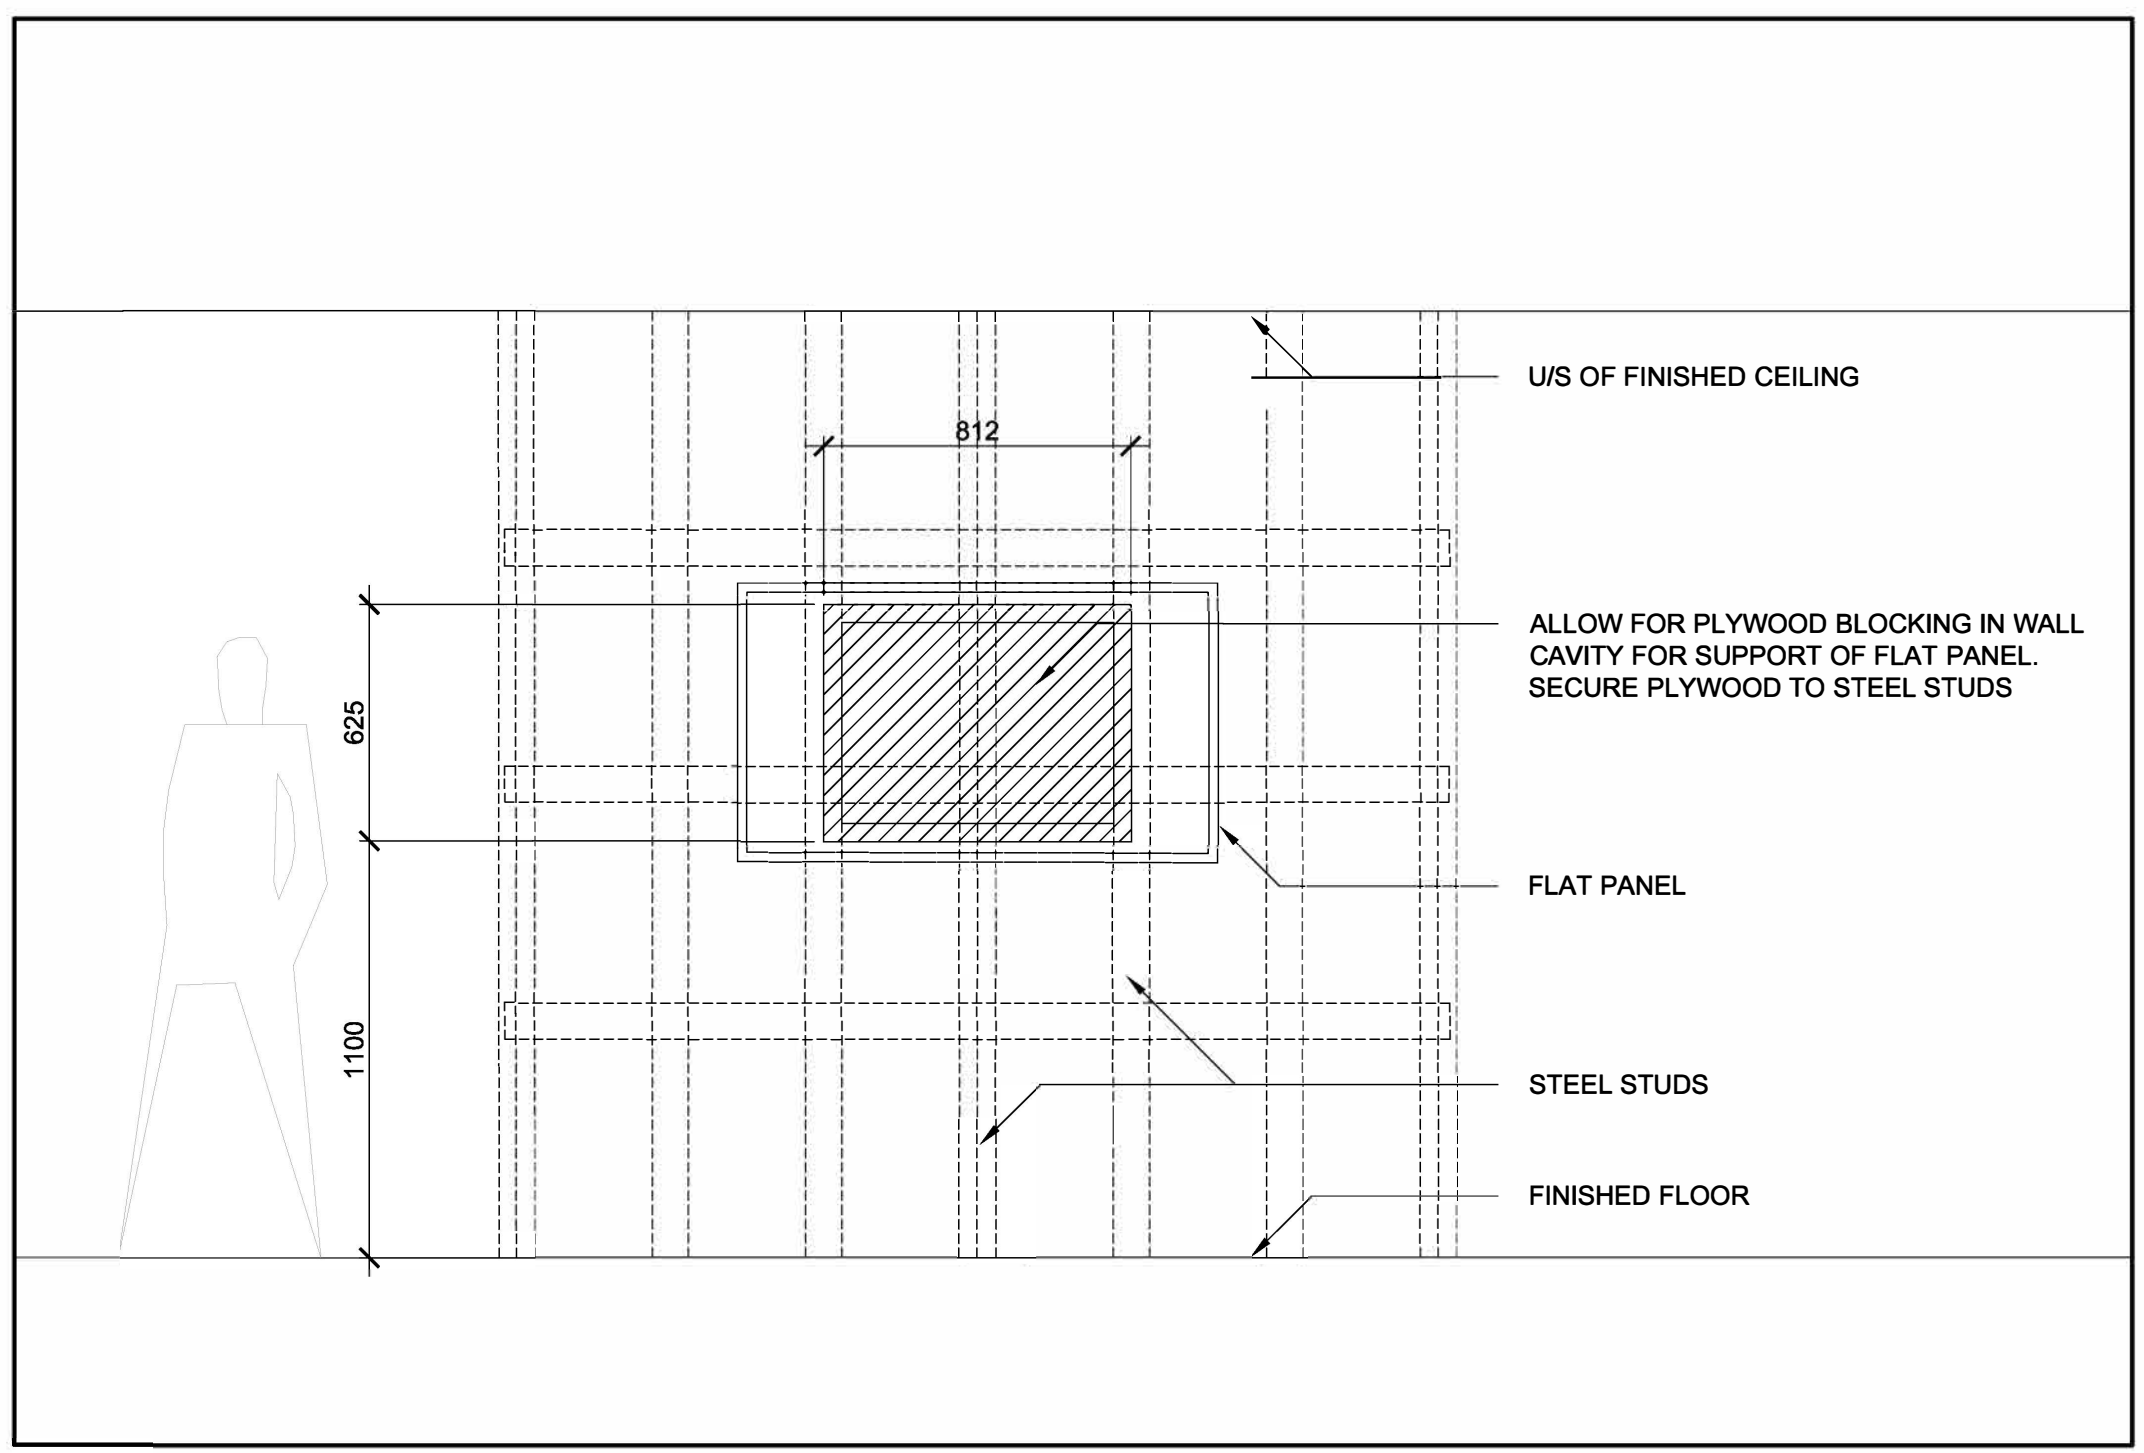 U/S OF FINISHED CEILING
812
ALLOW FOR PLYWOOD BLOCKING IN WALL
CAVITY FOR SUPPORT OF FLAT PANEL.
SECURE PLYWOOD TO STEEL STUDS
625
FLAT PANEL
1100
STEEL STUDS
FINISHED FLOOR